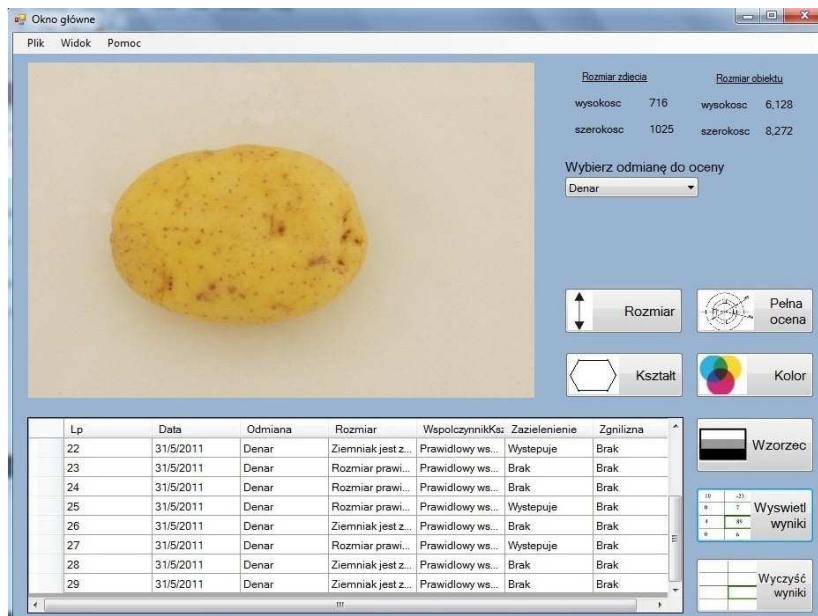 Okno główne
Plik Widok Pomoc
Rozmiar zdjęcia Rozmiar obiektu
wysokosc 716 wysokosc 6,128
szerokosc 1025 szerokosc 8,272
Wybierz odmianę do oceny
Denar
Rozmiar
Pełna ocena
Kształt
Kolor
Wzorzec
Wyswietl wyniki
Wyczyść wyniki
Lp Data Odmiana Rozmiar WspolczynnikKsz Zazielenienie Zgnilizna
22 31/5/2011 Denar Ziemniak jest z... Prawidlowy ws... Wystepuje Brak
23 31/5/2011 Denar Rozmiar prawi... Prawidlowy ws... Brak Brak
24 31/5/2011 Denar Rozmiar prawi... Prawidlowy ws... Brak Brak
25 31/5/2011 Denar Rozmiar prawi... Prawidlowy ws... Wystepuje Brak
26 31/5/2011 Denar Ziemniak jest z... Prawidlowy ws... Brak Brak
27 31/5/2011 Denar Rozmiar prawi... Prawidlowy ws... Wystepuje Brak
28 31/5/2011 Denar Ziemniak jest z... Prawidlowy ws... Brak Brak
29 31/5/2011 Denar Ziemniak jest z... Prawidlowy ws... Brak Brak